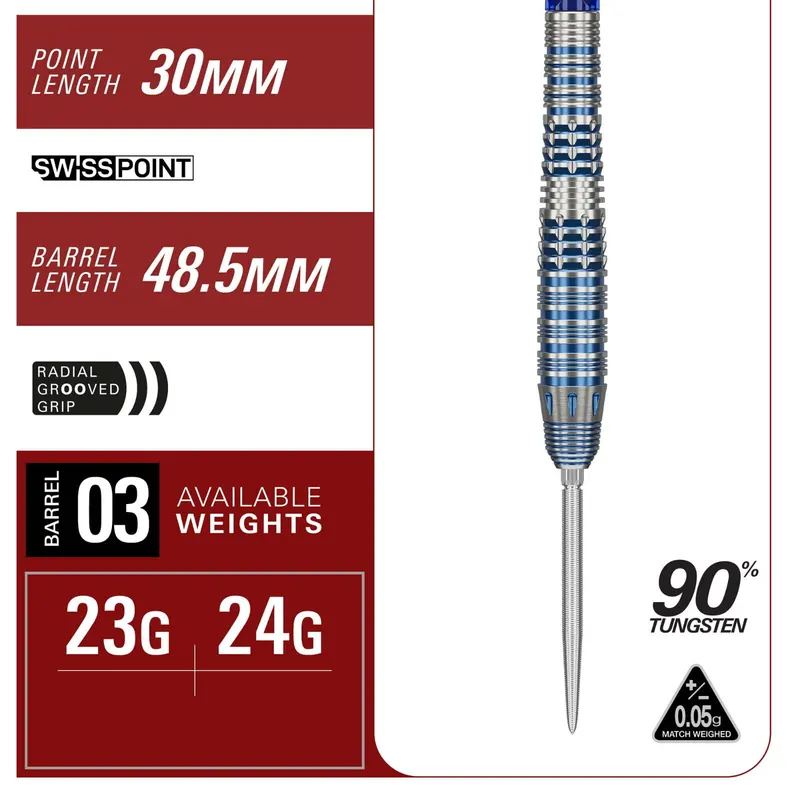 POINT
LENGTH
30MM
SWISSPOINT
BARREL
LENGTH
48.5MM
RADIAL
GROOVED
GRIP
BARREL
03
AVAILABLE
WEIGHTS
23G
24G
90%
TUNGSTEN
+/-
0.05g
MATCH WEIGHED